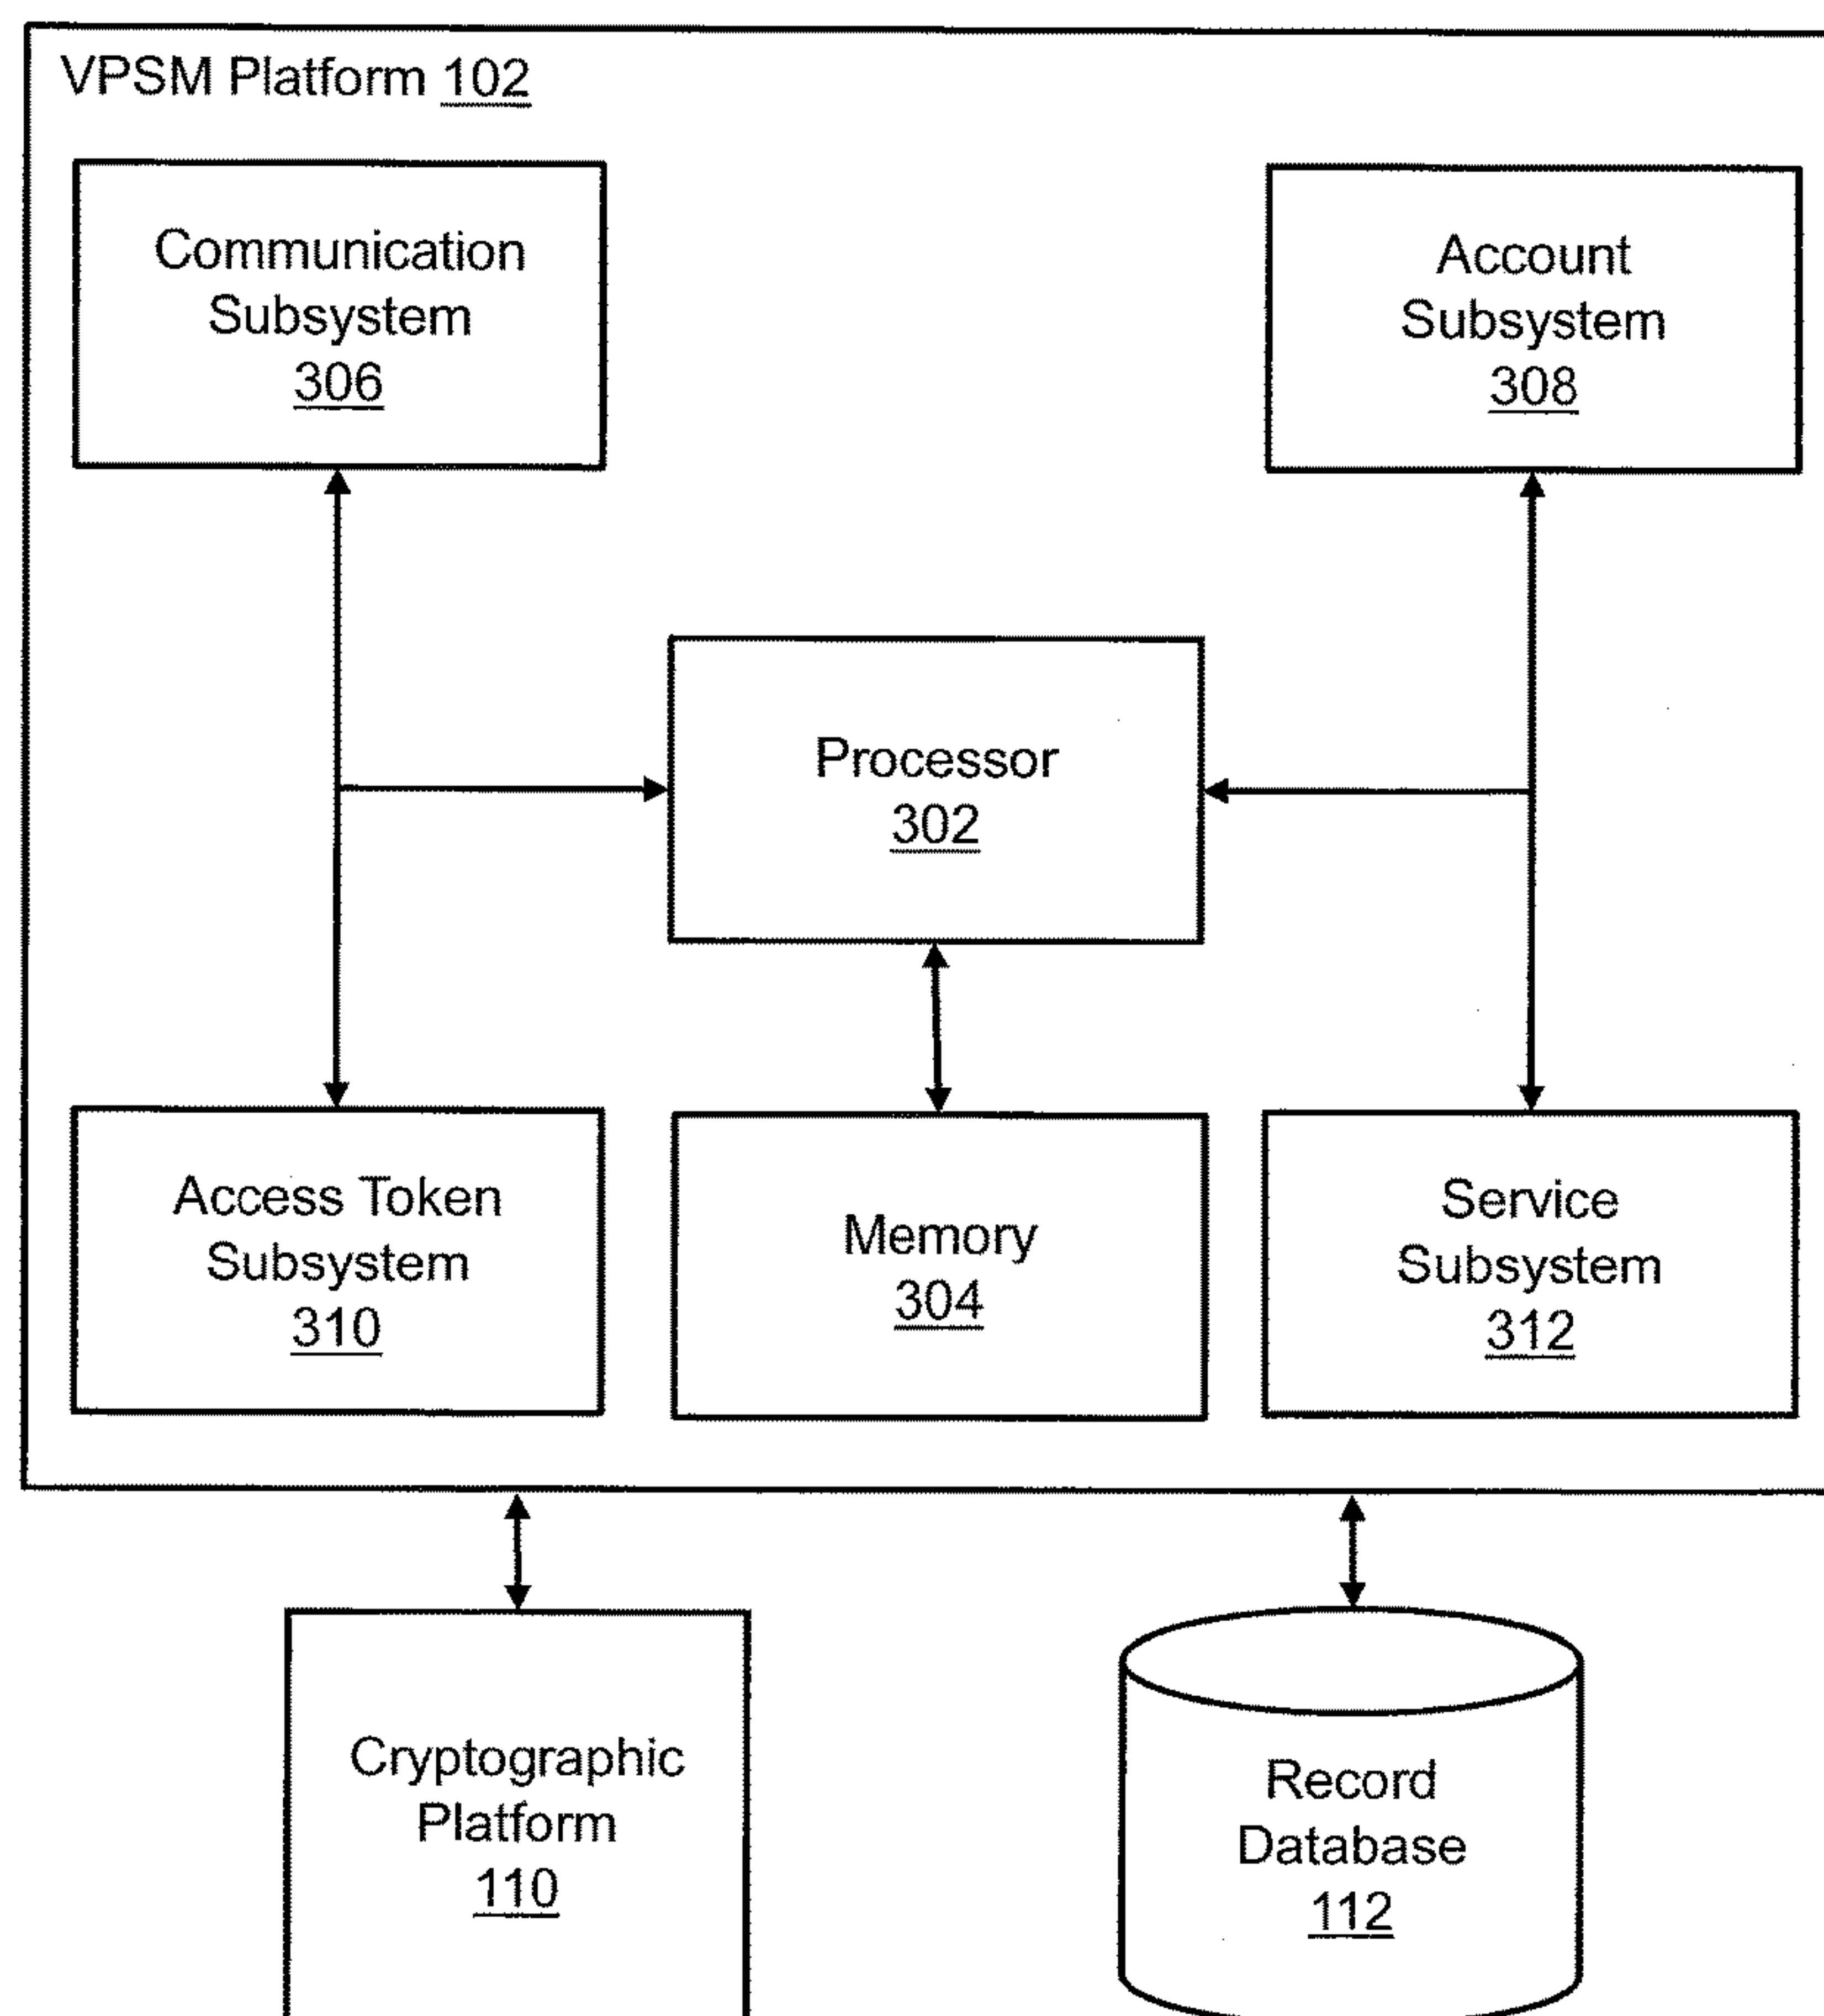 VPSM Platform 102
Communication
Subsystem
306
Account
Subsystem
308
Processor
302
Access Token
Subsystem
310
Memory
304
Service
Subsystem
312
Cryptographic
Platform
110
Record
Database
112